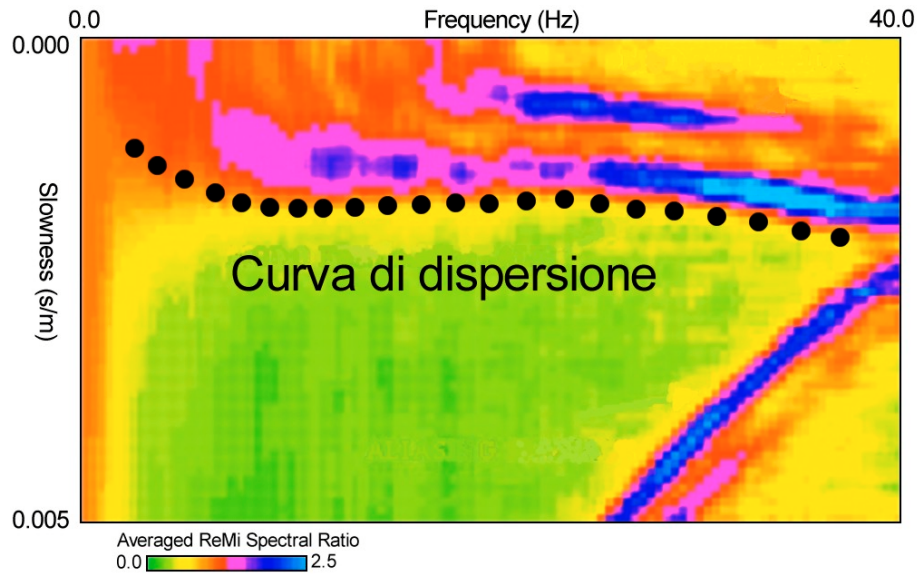 0.0 Frequency (Hz) 40.0
0.000
Slowness (s/m)
Curva di dispersione
0.005
Averaged ReMi Spectral Ratio
0.0 2.5